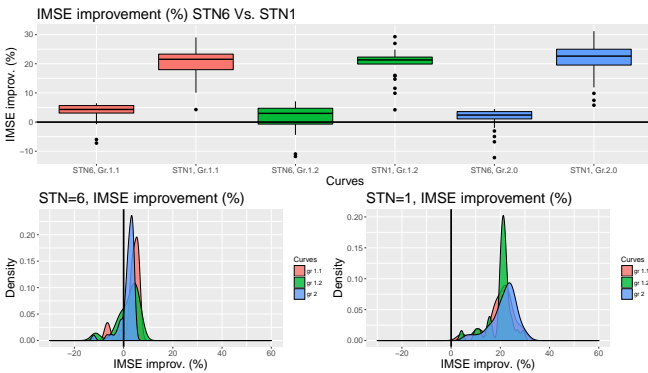 IMSE improvement (%) STN6 Vs. STN1
IMSE improv. (%)
30
20
10
0
−10
STN6, Gr.1.1
STN1, Gr.1.1
STN6, Gr.1.2
STN1, Gr.1.2
STN6, Gr.2.0
STN1, Gr.2.0
Curves
STN=6, IMSE improvement (%)
Density
0.20
0.15
0.10
0.05
0.00
−20
0
20
40
60
IMSE improv. (%)
Curves
gr 1.1
gr 1.2
gr 2
STN=1, IMSE improvement (%)
Density
0.20
0.15
0.10
0.05
0.00
−20
0
20
40
60
IMSE improv. (%)
Curves
gr 1.1
gr 1.2
gr 2